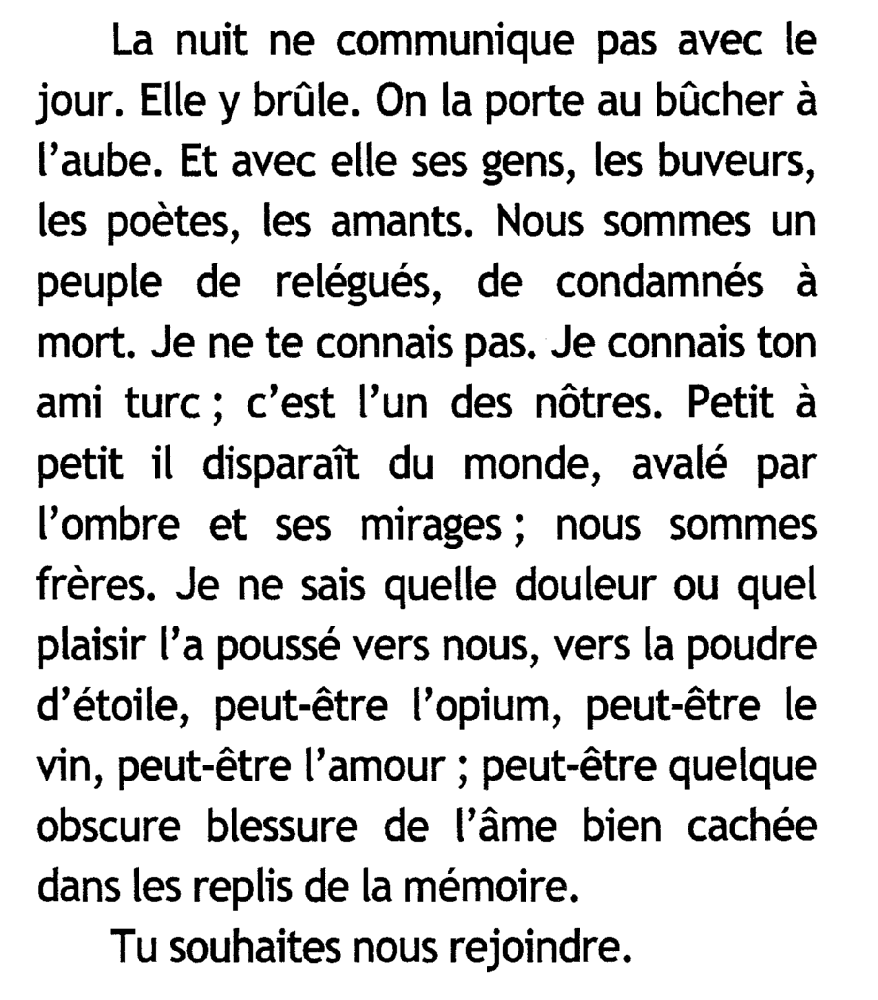 La nuit ne communique pas avec le
jour. Elle y brûle. On la porte au bûcher à
l’aube. Et avec elle ses gens, les buveurs,
les poètes, les amants. Nous sommes un
peuple de relégués, de condamnés à
mort. Je ne te connais pas. Je connais ton
ami turc ; c’est l’un des nôtres. Petit à
petit il disparaît du monde, avalé par
l’ombre et ses mirages ; nous sommes
frères. Je ne sais quelle douleur ou quel
plaisir l’a poussé vers nous, vers la poudre
d’étoile, peut-être l’opium, peut-être le
vin, peut-être l’amour ; peut-être quelque
obscure blessure de l’âme bien cachée
dans les replis de la mémoire.
Tu souhaites nous rejoindre.